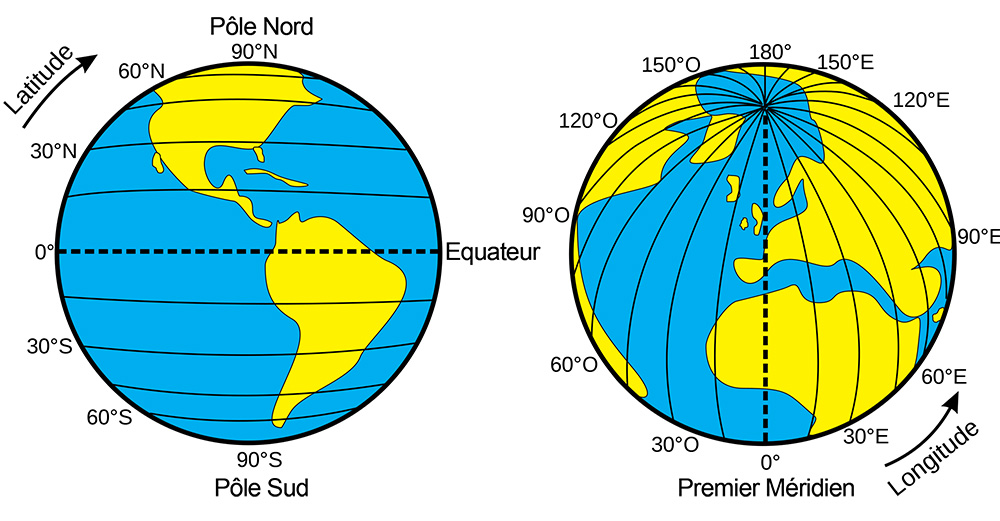 Pôle Nord
90°N
Latitude
60°N
30°N
0°
Equateur
30°S
60°S
90°S
Pôle Sud
180°
150°O
150°E
120°O
120°E
90°O
90°E
60°O
60°E
30°O
30°E
0°
Longitude
Premier Méridien